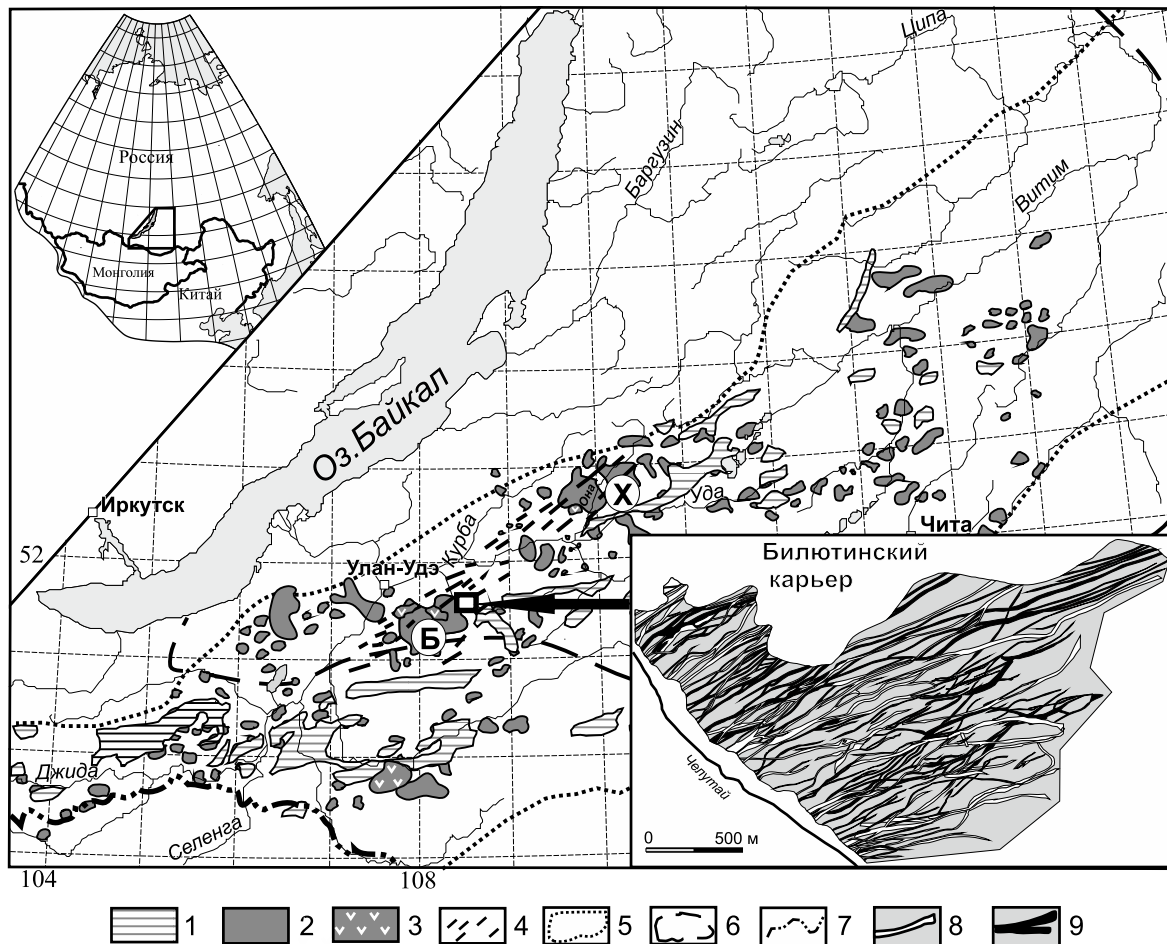 Россия
Монголия
Китай
Ципа
Баргузин
Витим
Оз.Байкал
Иркутск
52
Улан-Удэ
Курба
Она
Х
Уда
Чита
Б
Джида
Селенга
Билютинский
карьер
Челутай
0 500 м
104 108
1 2 3 4 5 6 7 8 9